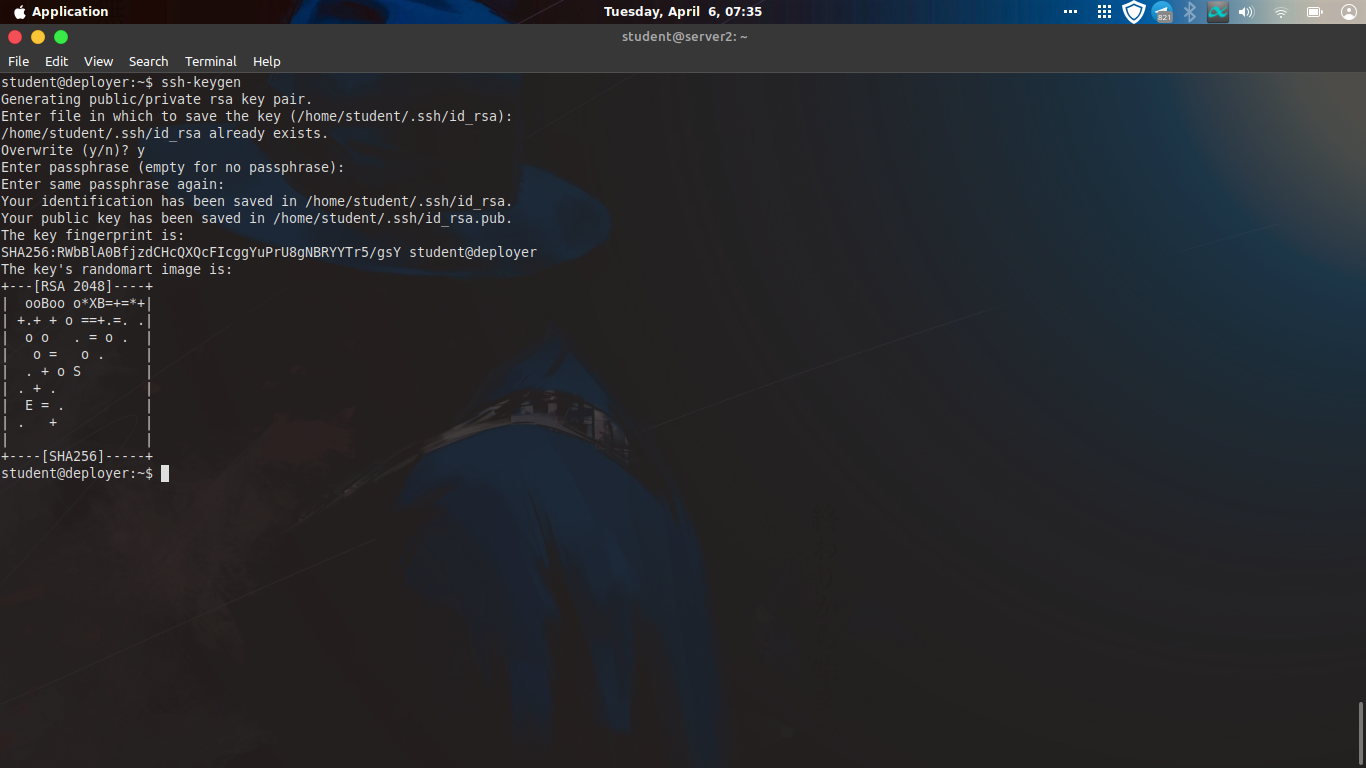 Application
Tuesday, April 6, 07:35
821
student@server2: ~
File Edit View Search Terminal Help
student@deployer:~$ ssh-keygen
Generating public/private rsa key pair.
Enter file in which to save the key (/home/student/.ssh/id_rsa):
/home/student/.ssh/id_rsa already exists.
Overwrite (y/n)? y
Enter passphrase (empty for no passphrase):
Enter same passphrase again:
Your identification has been saved in /home/student/.ssh/id_rsa.
Your public key has been saved in /home/student/.ssh/id_rsa.pub.
The key fingerprint is:
SHA256:RWbBlA0BfjzdCHcQXQcFIcggYuPrU8gNBRYYTr5/gsY student@deployer
The key's randomart image is:
+---[RSA 2048]----+
|  ooBoo o*XB=+=*+|
| +.+ + o ==+.=. .|
|  o o   . = o .  |
|   o =   o .     |
|  . + o S        |
| . + .           |
|  E = .          |
| .   +           |
|                 |
+----[SHA256]-----+
student@deployer:~$